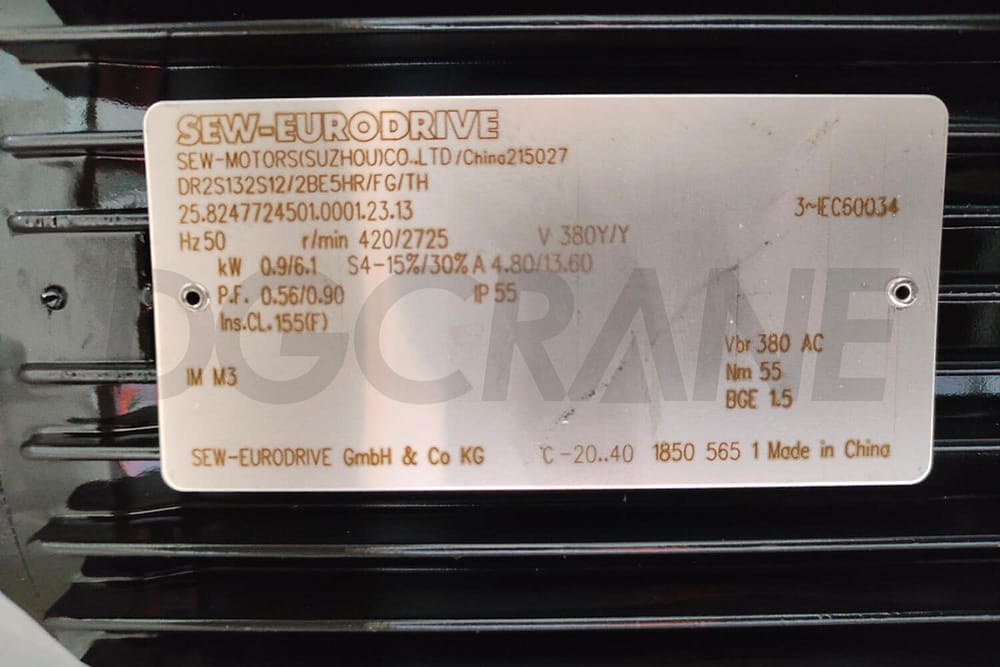 SEW-EURODRIVE
SEW-MOTORS(SUZHOU)CO.,LTD/China215027
DR2S132S12/2BE5HR/FG/TH
25.8247724501.0001.23.13
3~IEC60034
Hz 50 r/min 420/2725 V 380Y/Y
kW 0.9/6.1 S4-15%/30% A 4.80/13.60
P.F. 0.56/0.90 IP 55
Ins.CL. 155(F)
DGCRANE
Vbr 380 AC
IM M3 Nm 55
BGE 1.5
SEW-EURODRIVE GmbH & Co KG °C -20..40 1850 565 1 Made in China